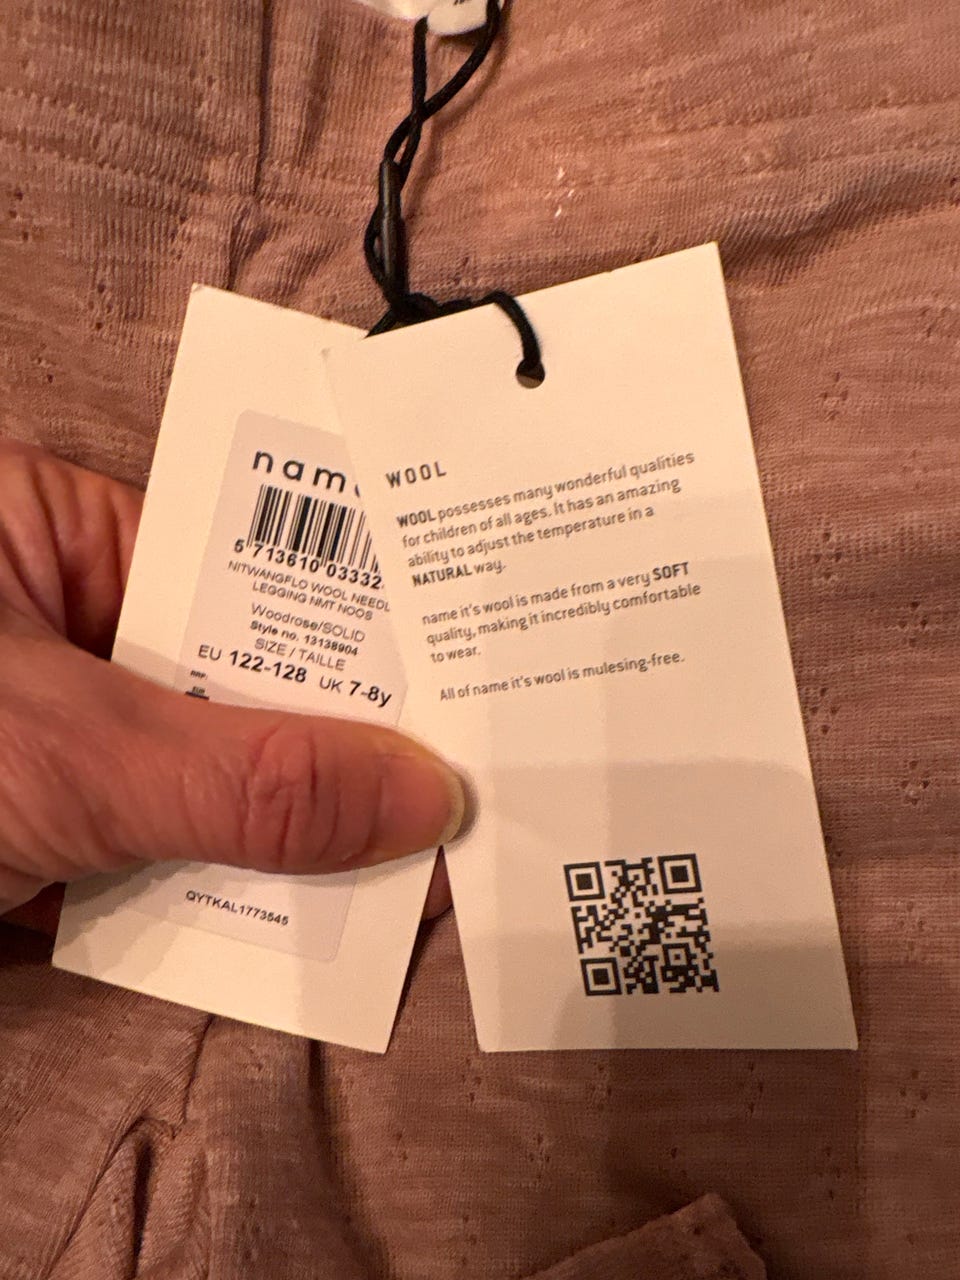 nam
5 713610 03332
NITWANGFLO WOOL NEEDL
LEGGING NMT NOOS
Woodrose/SOLID
Style no. 13138904
SIZE / TAILLE
EU 122-128 UK 7-8y
RRP:
EUR
QYTKAL1773545
WOOL
WOOL possesses many wonderful qualities
for children of all ages. It has an amazing
ability to adjust the temperature in a
NATURAL way.
name it's wool is made from a very SOFT
quality, making it incredibly comfortable
to wear.
All of name it's wool is mulesing-free.